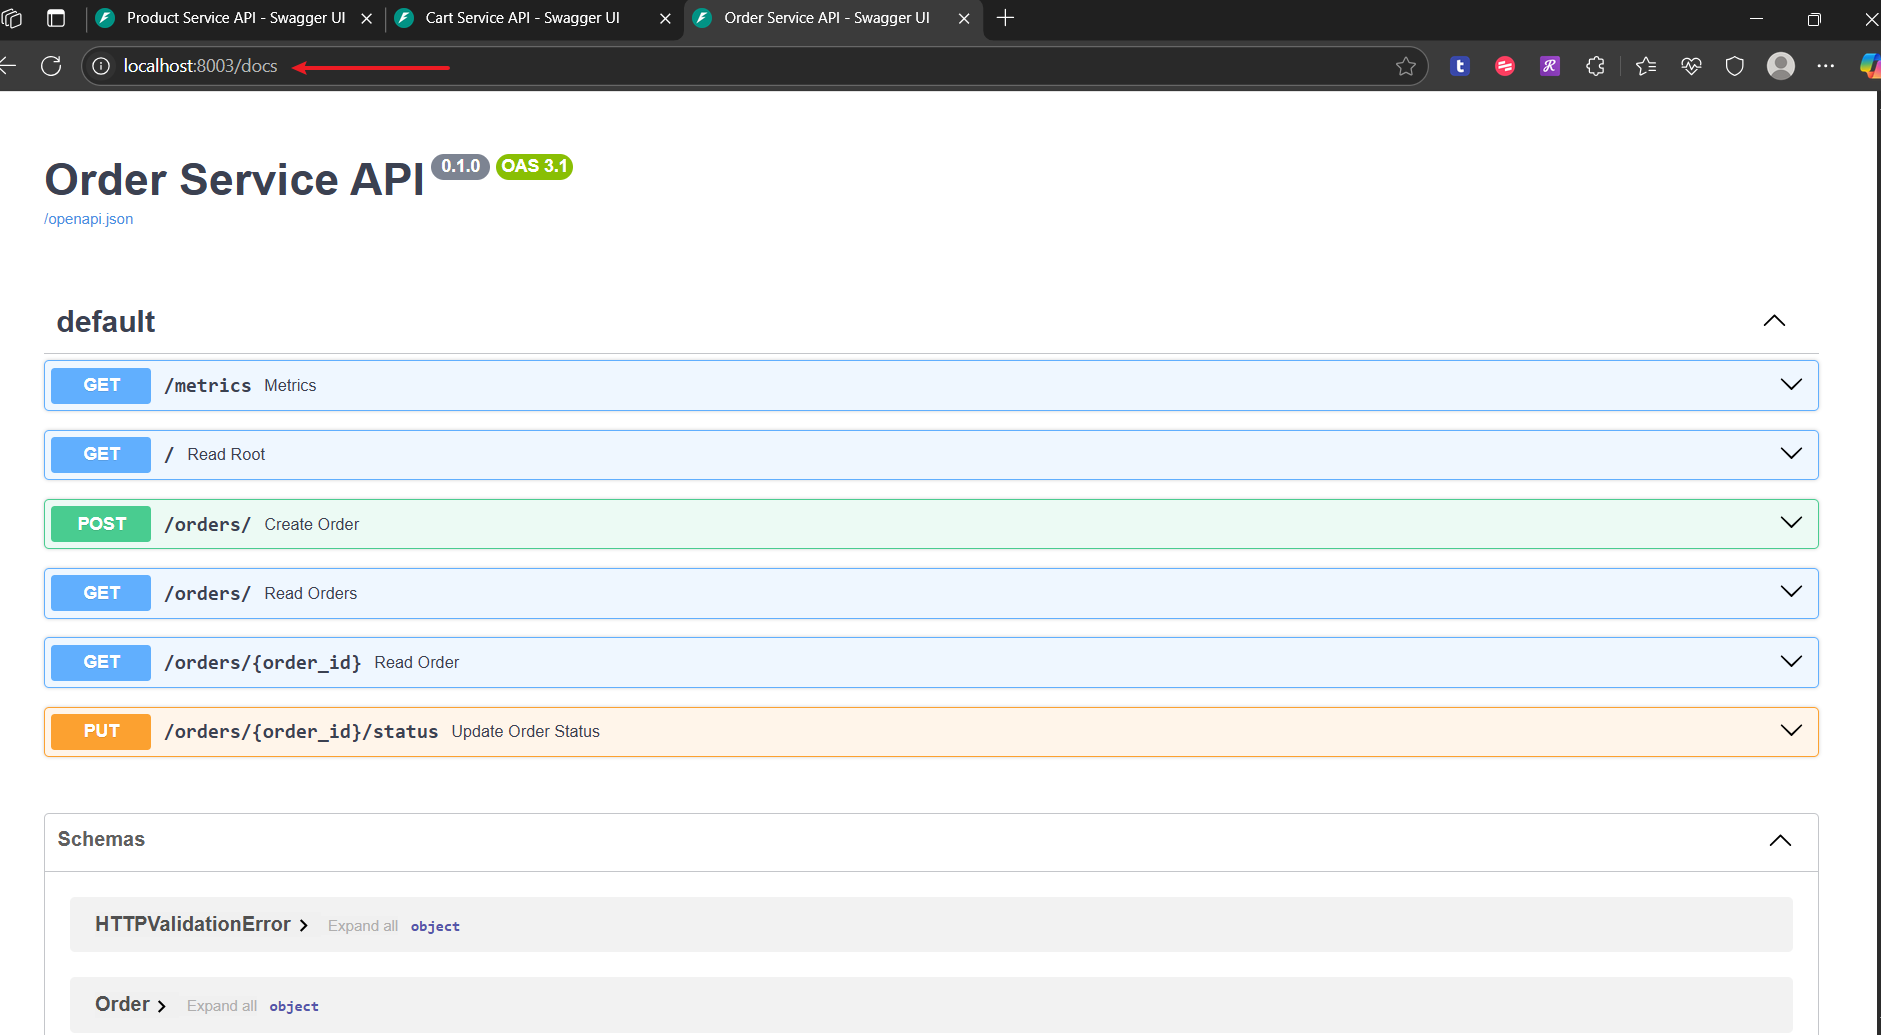 Product Service API - Swagger UI
Cart Service API - Swagger UI
Order Service API - Swagger UI
localhost:8003/docs
Order Service API 0.1.0 OAS 3.1
/openapi.json
default
GET /metrics Metrics
GET / Read Root
POST /orders/ Create Order
GET /orders/ Read Orders
GET /orders/{order_id} Read Order
PUT /orders/{order_id}/status Update Order Status
Schemas
HTTPValidationError Expand all object
Order Expand all object